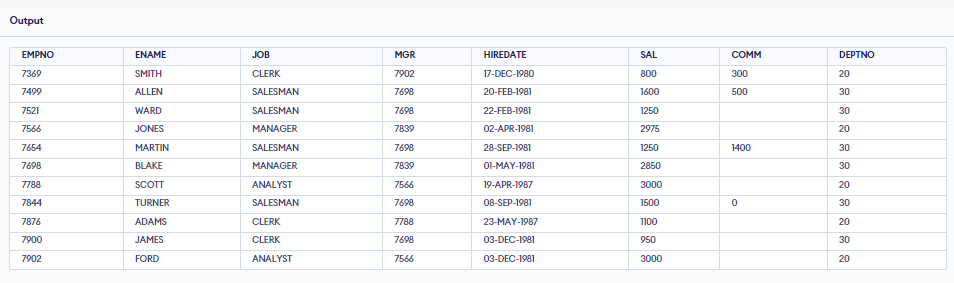 Output
EMPNO ENAME JOB MGR HIREDATE SAL COMM DEPTNO
7369 SMITH CLERK 7902 17-DEC-1980 800 300 20
7499 ALLEN SALESMAN 7698 20-FEB-1981 1600 500 30
7521 WARD SALESMAN 7698 22-FEB-1981 1250 30
7566 JONES MANAGER 7839 02-APR-1981 2975 20
7654 MARTIN SALESMAN 7698 28-SEP-1981 1250 1400 30
7698 BLAKE MANAGER 7839 01-MAY-1981 2850 30
7788 SCOTT ANALYST 7566 19-APR-1987 3000 20
7844 TURNER SALESMAN 7698 08-SEP-1981 1500 0 30
7876 ADAMS CLERK 7788 23-MAY-1987 1100 20
7900 JAMES CLERK 7698 03-DEC-1981 950 30
7902 FORD ANALYST 7566 03-DEC-1981 3000 20